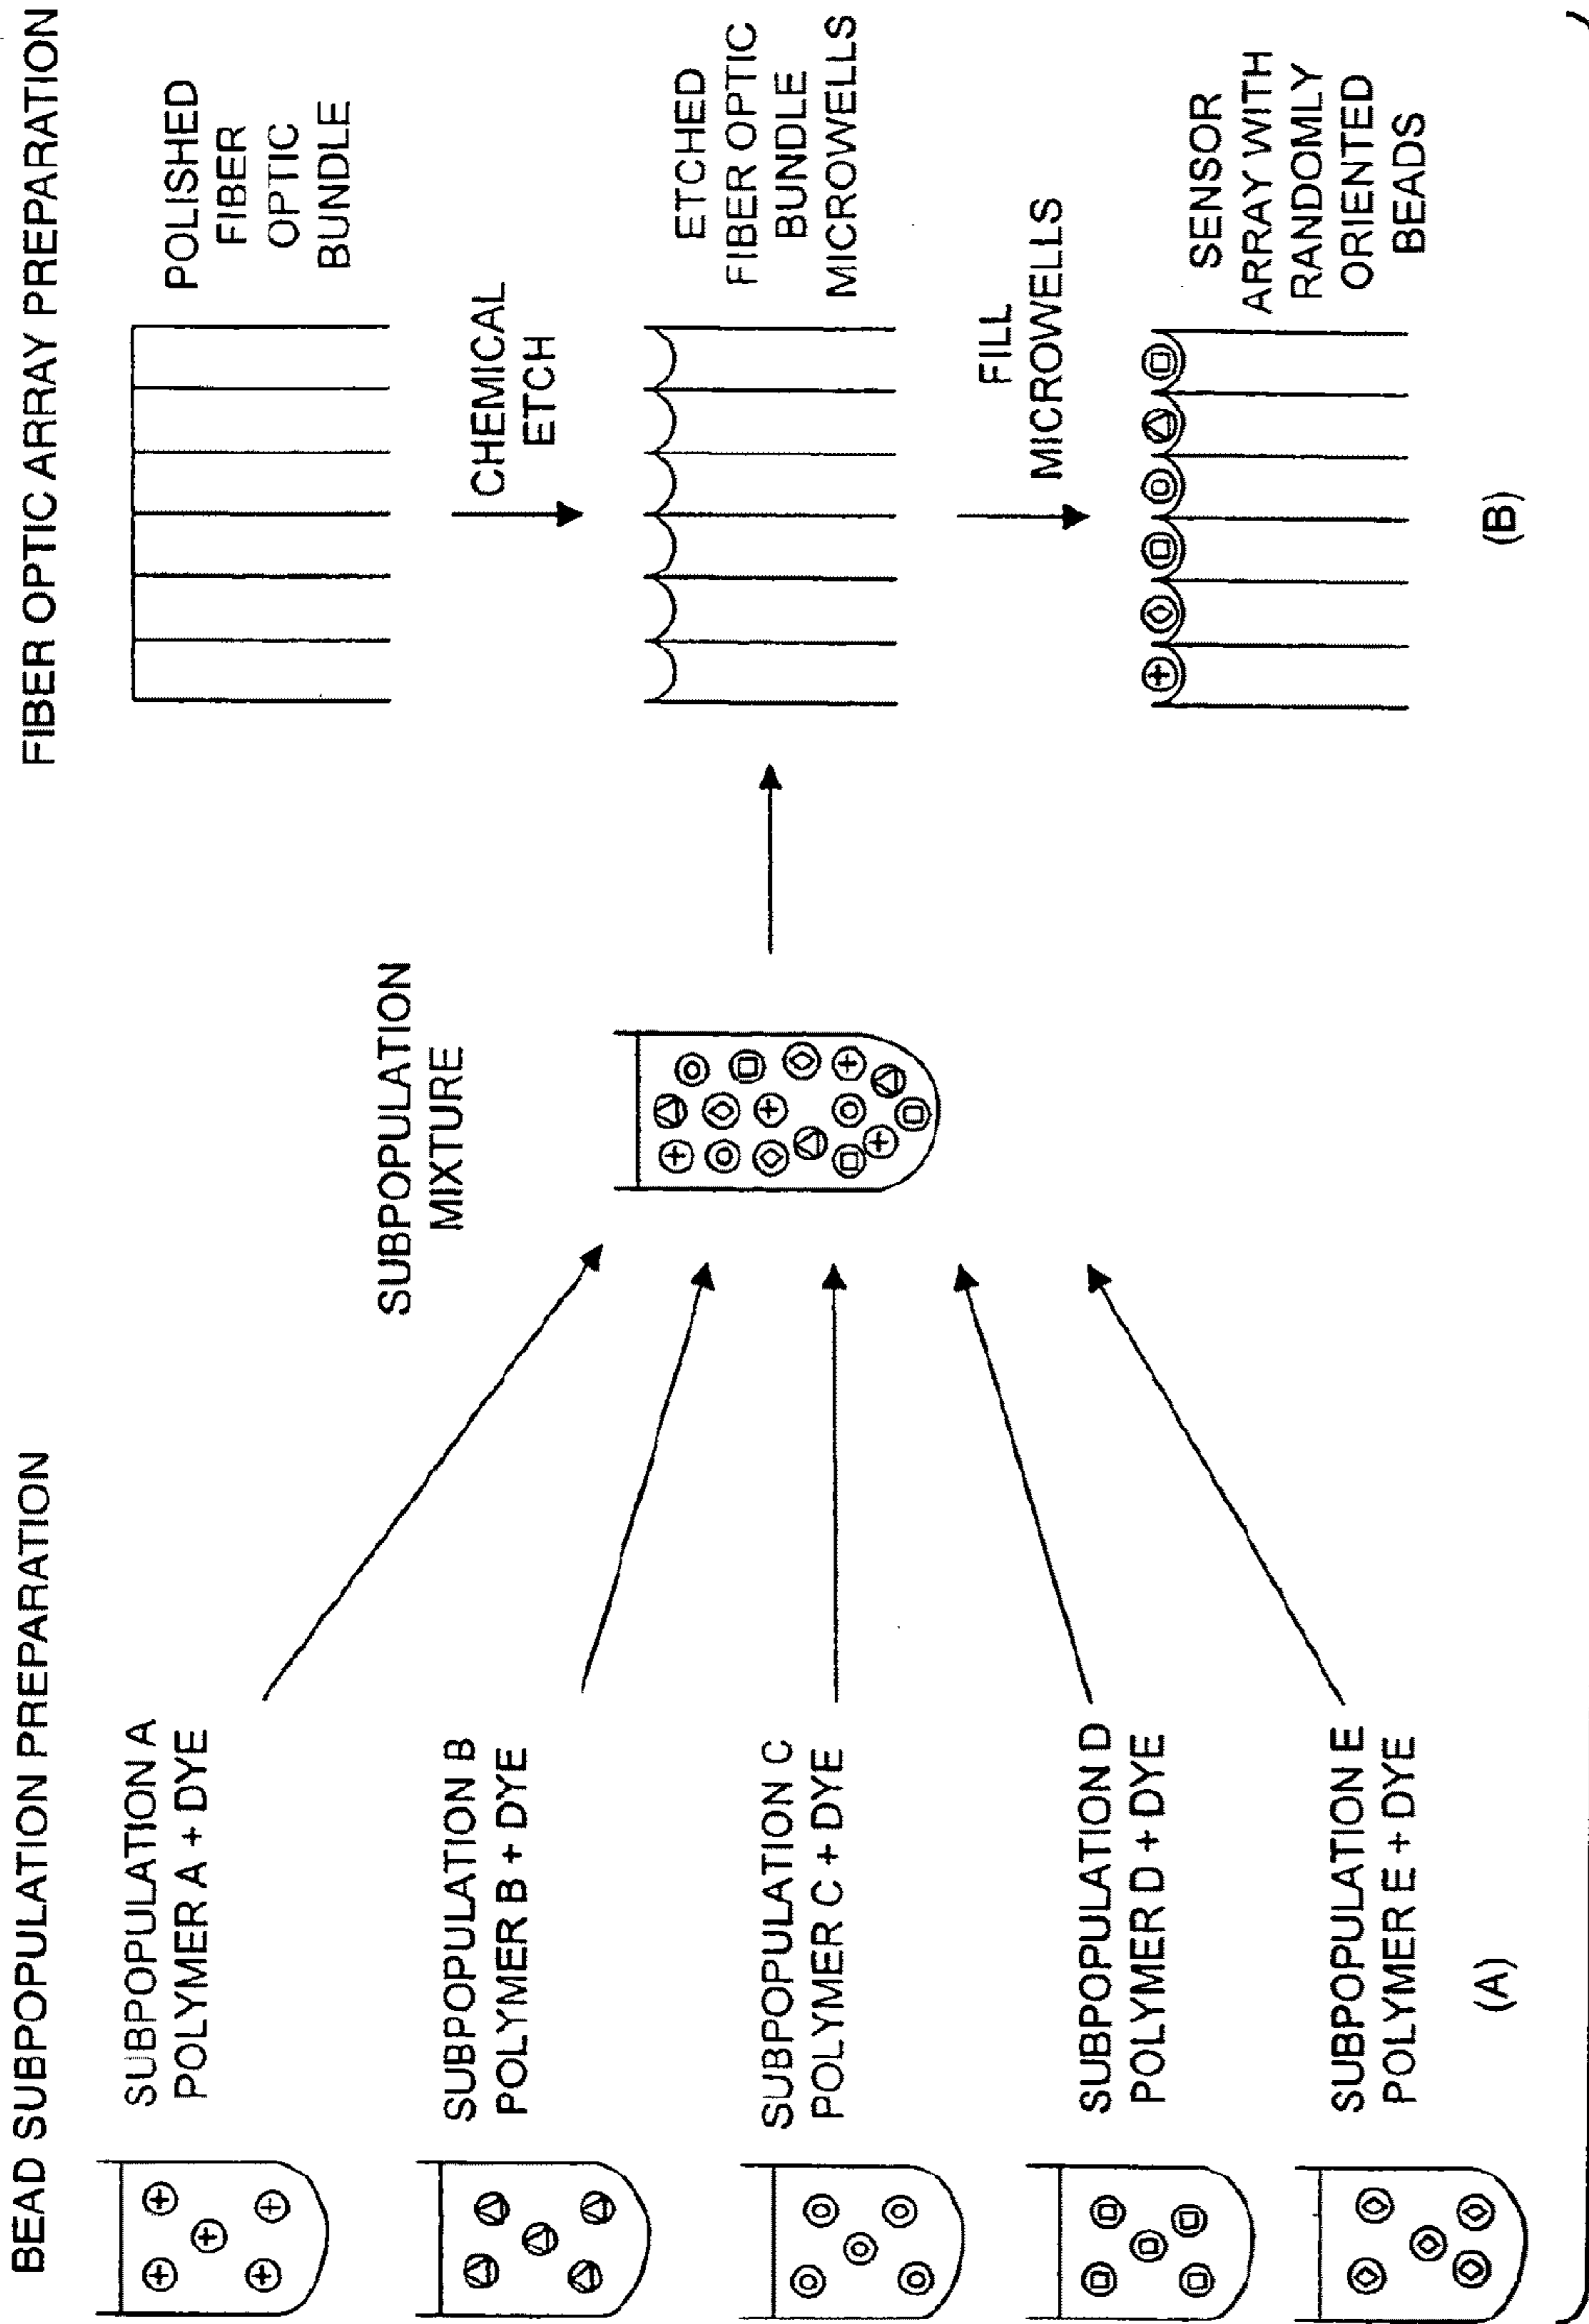 BEAD SUBPOPULATION PREPARATION
SUBPOPULATION A
POLYMER A + DYE
SUBPOPULATION B
POLYMER B + DYE
SUBPOPULATION C
POLYMER C + DYE
SUBPOPULATION D
POLYMER D + DYE
SUBPOPULATION E
POLYMER E + DYE
(A)
SUBPOPULATION
MIXTURE
FIBER OPTIC ARRAY PREPARATION
POLISHED
FIBER
OPTIC
BUNDLE
CHEMICAL
ETCH
ETCHED
FIBER OPTIC
BUNDLE
MICROWELLS
FILL
MICROWELLS
SENSOR
ARRAY WITH
RANDOMLY
ORIENTED
BEADS
(B)